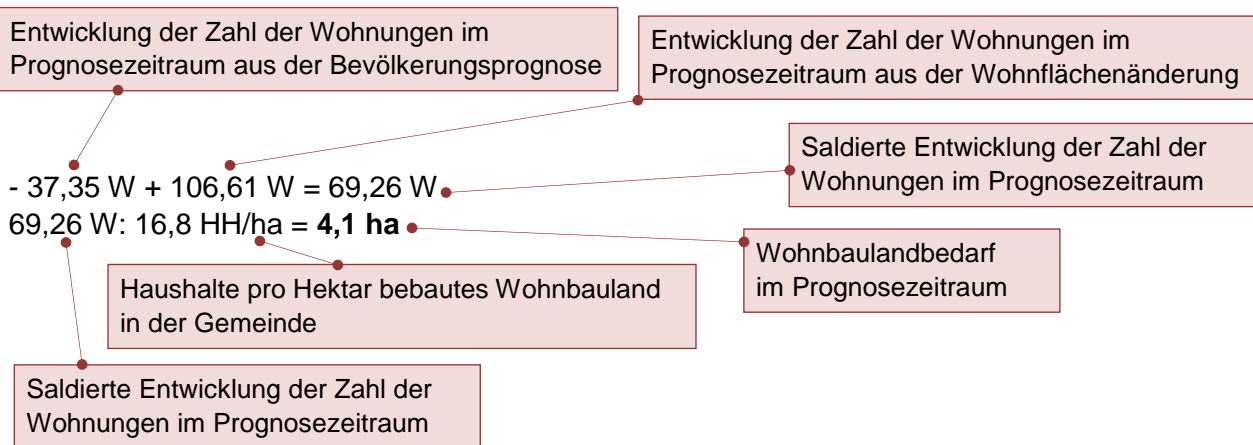 Entwicklung der Zahl der Wohnungen im
Prognosezeitraum aus der Bevölkerungsprognose
Entwicklung der Zahl der Wohnungen im
Prognosezeitraum aus der Wohnflächenänderung
Saldierte Entwicklung der Zahl der
Wohnungen im Prognosezeitraum
- 37,35 W + 106,61 W = 69,26 W
69,26 W: 16,8 HH/ha = 4,1 ha
Wohnbaulandbedarf
im Prognosezeitraum
Haushalte pro Hektar bebautes Wohnbauland
in der Gemeinde
Saldierte Entwicklung der Zahl der
Wohnungen im Prognosezeitraum